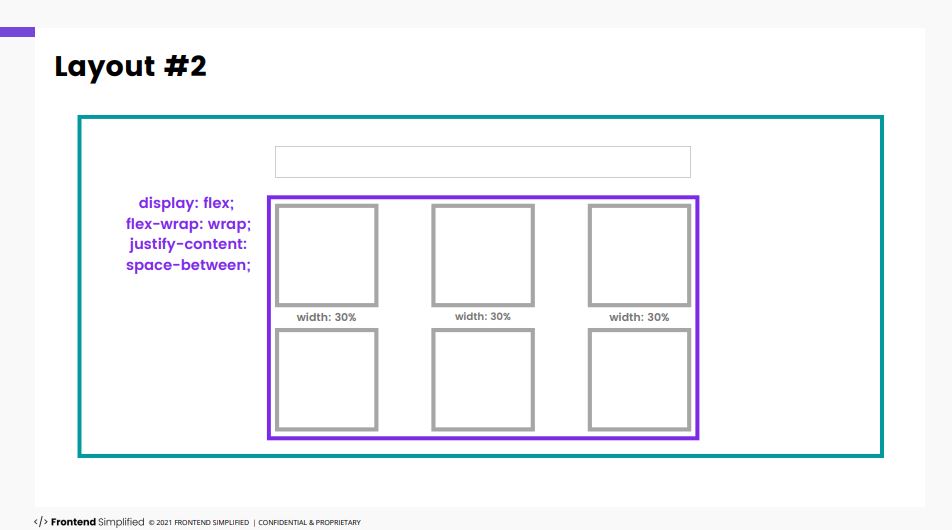 Layout #2
display: flex;
flex-wrap: wrap;
justify-content:
space-between;
width: 30% width: 30% width: 30%
</> Frontend Simplified © 2021 FRONTEND SIMPLIFIED | CONFIDENTIAL & PROPRIETARY